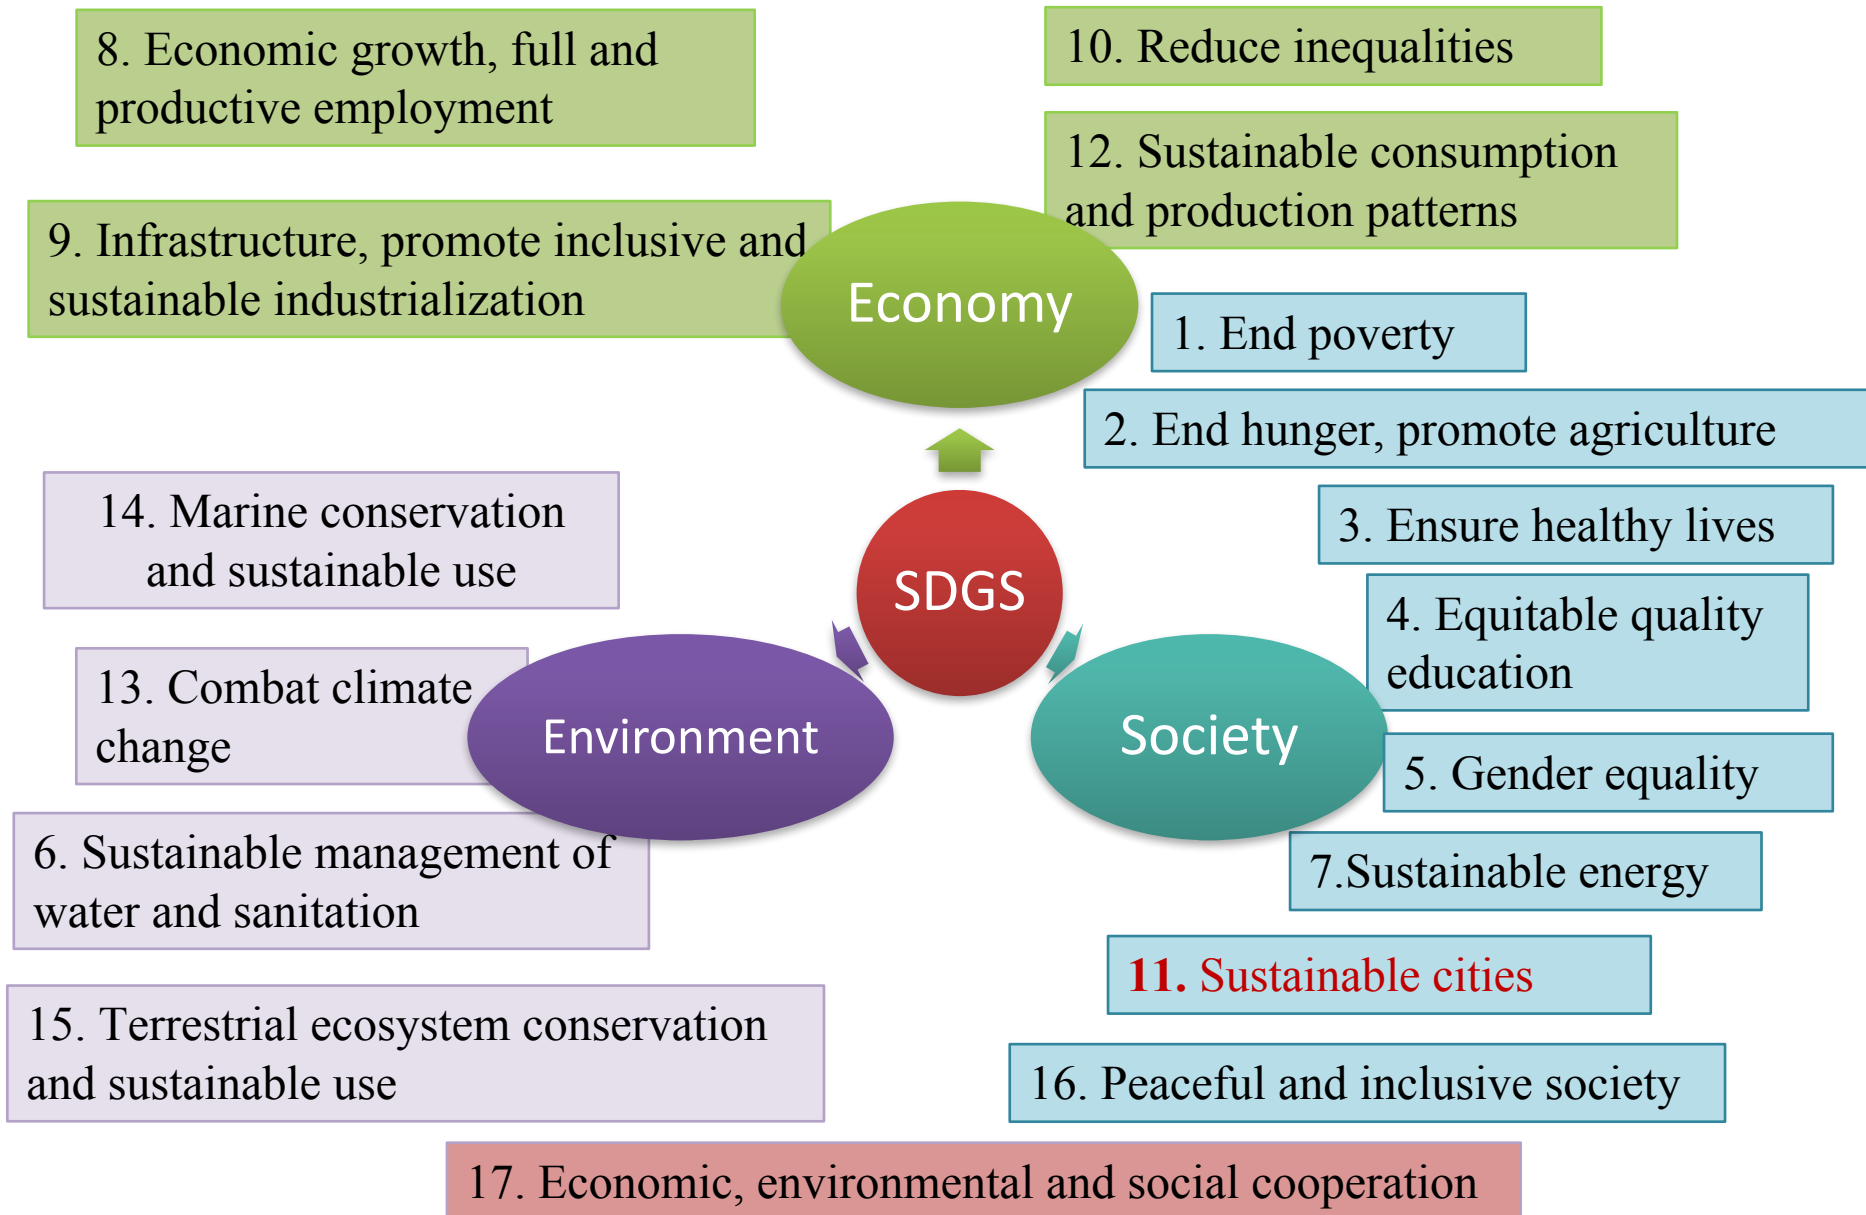 8. Economic growth, full and
productive employment
10. Reduce inequalities
12. Sustainable consumption
and production patterns
9. Infrastructure, promote inclusive and
sustainable industrialization
Economy
1. End poverty
2. End hunger, promote agriculture
14. Marine conservation
and sustainable use
3. Ensure healthy lives
SDGS
4. Equitable quality
education
13. Combat climate
change
Environment
Society
5. Gender equality
6. Sustainable management of
water and sanitation
7.Sustainable energy
11. Sustainable cities
15. Terrestrial ecosystem conservation
and sustainable use
16. Peaceful and inclusive society
17. Economic, environmental and social cooperation